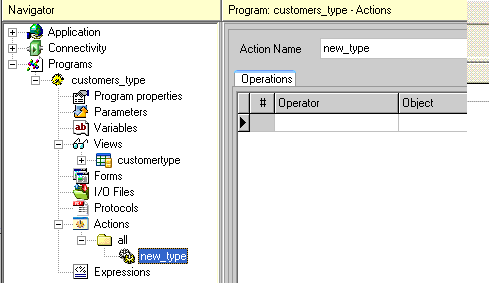 Navigator
Application
Connectivity
Programs
customers_type
Program properties
Parameters
Variables
Views
customertype
Forms
I/O Files
Protocols
Actions
all
new_type
Expressions
Program: customers_type - Actions
Action Name new_type
Operations
# Operator Object